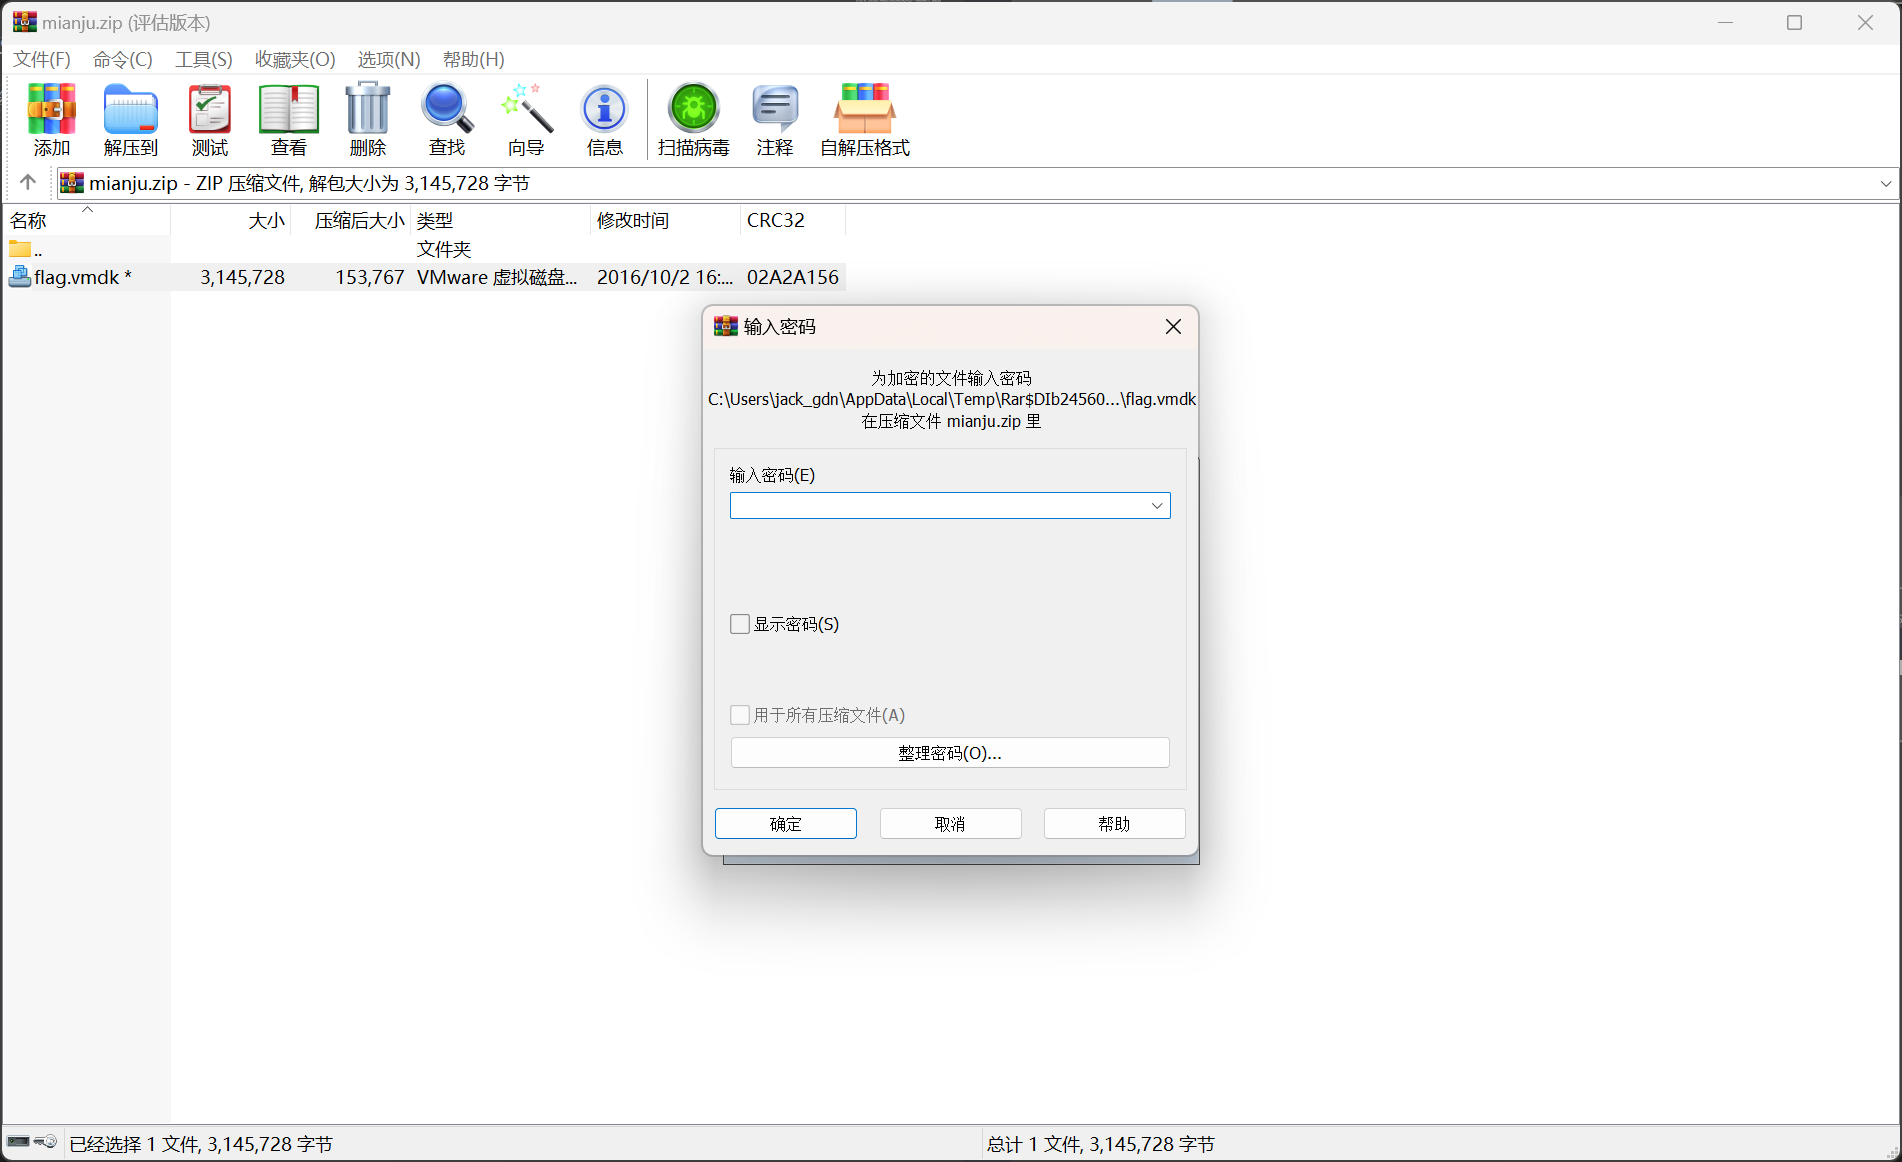 mianju.zip (评估版本)
文件(F) 命令(C) 工具(S) 收藏夹(O) 选项(N) 帮助(H)
添加 解压到 测试 查看 删除 查找 向导 信息 扫描病毒 注释 自解压格式
mianju.zip - ZIP 压缩文件, 解包大小为 3,145,728 字节
名称 大小 压缩后大小 类型 修改时间 CRC32
.. 文件夹
flag.vmdk * 3,145,728 153,767 VMware 虚拟磁盘... 2016/10/2 16:... 02A2A156
输入密码
为加密的文件输入密码
C:\Users\jack_gdn\AppData\Local\Temp\Rar$DIb24560...\flag.vmdk
在压缩文件 mianju.zip 里
输入密码(E)
显示密码(S)
用于所有压缩文件(A)
整理密码(O)...
确定 取消 帮助
已经选择 1 文件, 3,145,728 字节 总计 1 文件, 3,145,728 字节